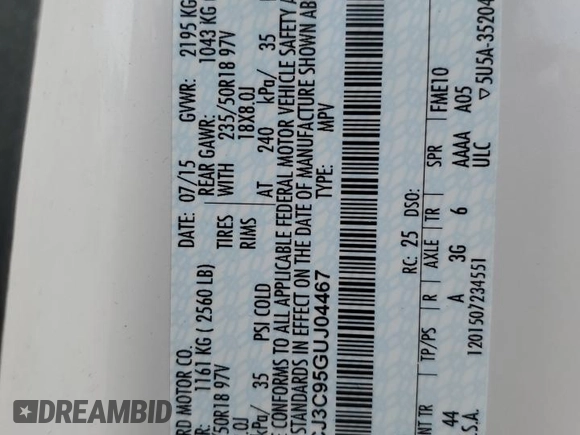 RD MOTOR CO. DATE: 07/15 GVWR: 2195 KG
R: 1161 KG ( 2560 LB) REAR GAWR: 1043 KG
/50R18 97V TIRES WITH 235/50R18 97V
.0J RIMS 18X8.0J
kPa/ 35 PSI COLD AT 240 kPa/ 35
CONFORMS TO ALL APPLICABLE FEDERAL MOTOR VEHICLE SAFETY
STANDARDS IN EFFECT ON THE DATE OF MANUFACTURE SHOWN AB
CJ3C95GUJ04467 TYPE: MPV
RC: 25 DSO: FME10
INT TR TP/PS R AXLE TR SPR
44 A 3G 6 AAAA A05
S.A. 1201507234551 ULC ▽5U5A-35204
DIDIC.AUTO